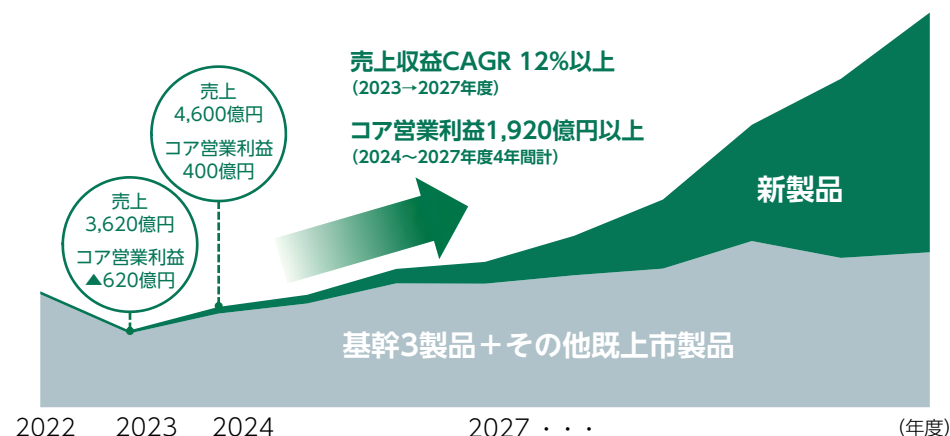 売上収益CAGR 12%以上
（2023→2027年度）
コア営業利益1,920億円以上
（2024～2027年度4年間計）
売上
4,600億円
コア営業利益
400億円
売上
3,620億円
コア営業利益
▲620億円
新製品
基幹3製品＋その他既上市製品
2022 2023 2024 2027 ・・・ （年度）